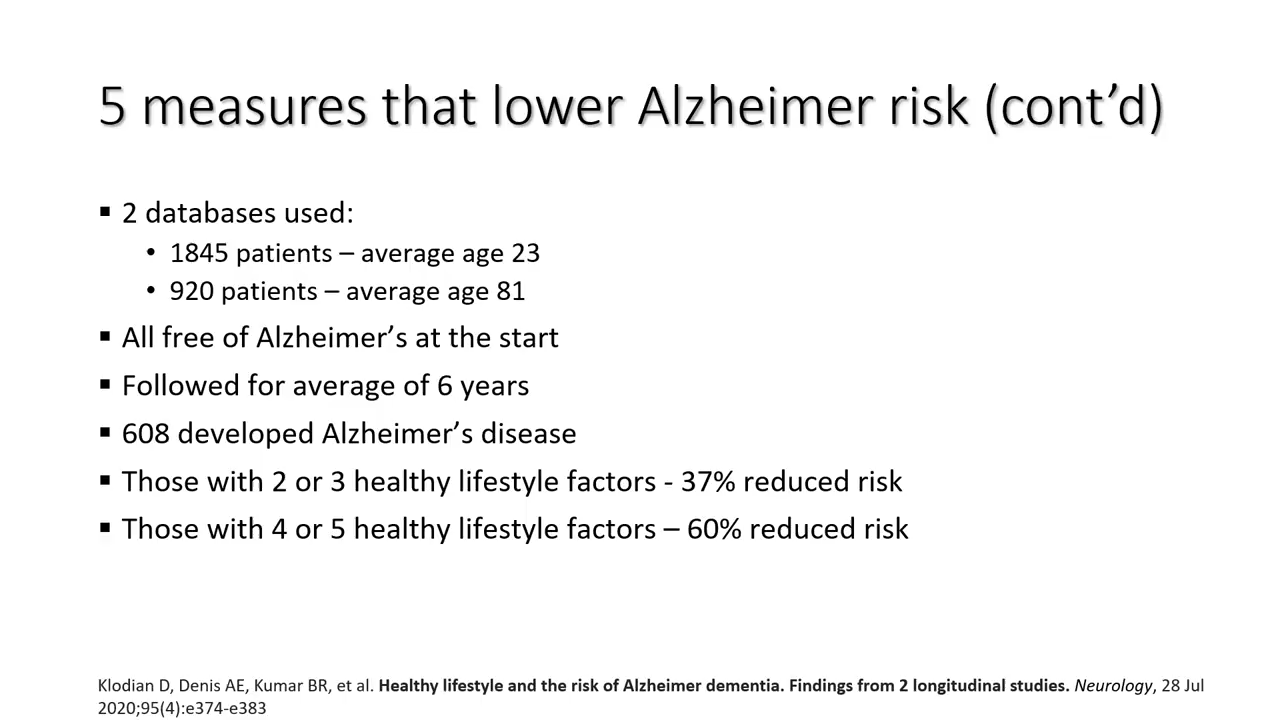 5 measures that lower Alzheimer risk (cont’d)
▪ 2 databases used:
• 1845 patients – average age 23
• 920 patients – average age 81
▪ All free of Alzheimer’s at the start
▪ Followed for average of 6 years
▪ 608 developed Alzheimer’s disease
▪ Those with 2 or 3 healthy lifestyle factors - 37% reduced risk
▪ Those with 4 or 5 healthy lifestyle factors – 60% reduced risk
Klodian D, Denis AE, Kumar BR, et al. Healthy lifestyle and the risk of Alzheimer dementia. Findings from 2 longitudinal studies. Neurology, 28 Jul
2020;95(4):e374-e383